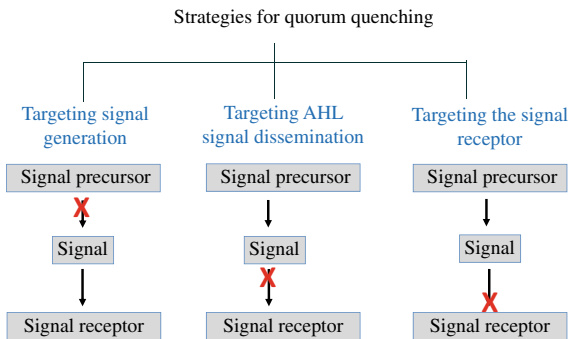 Strategies for quorum quenching
Targeting signal
generation
Targeting AHL
signal dissemination
Targeting the signal
receptor
Signal precursor
Signal precursor
Signal precursor
X
Signal
Signal
Signal
X
X
Signal receptor
Signal receptor
Signal receptor